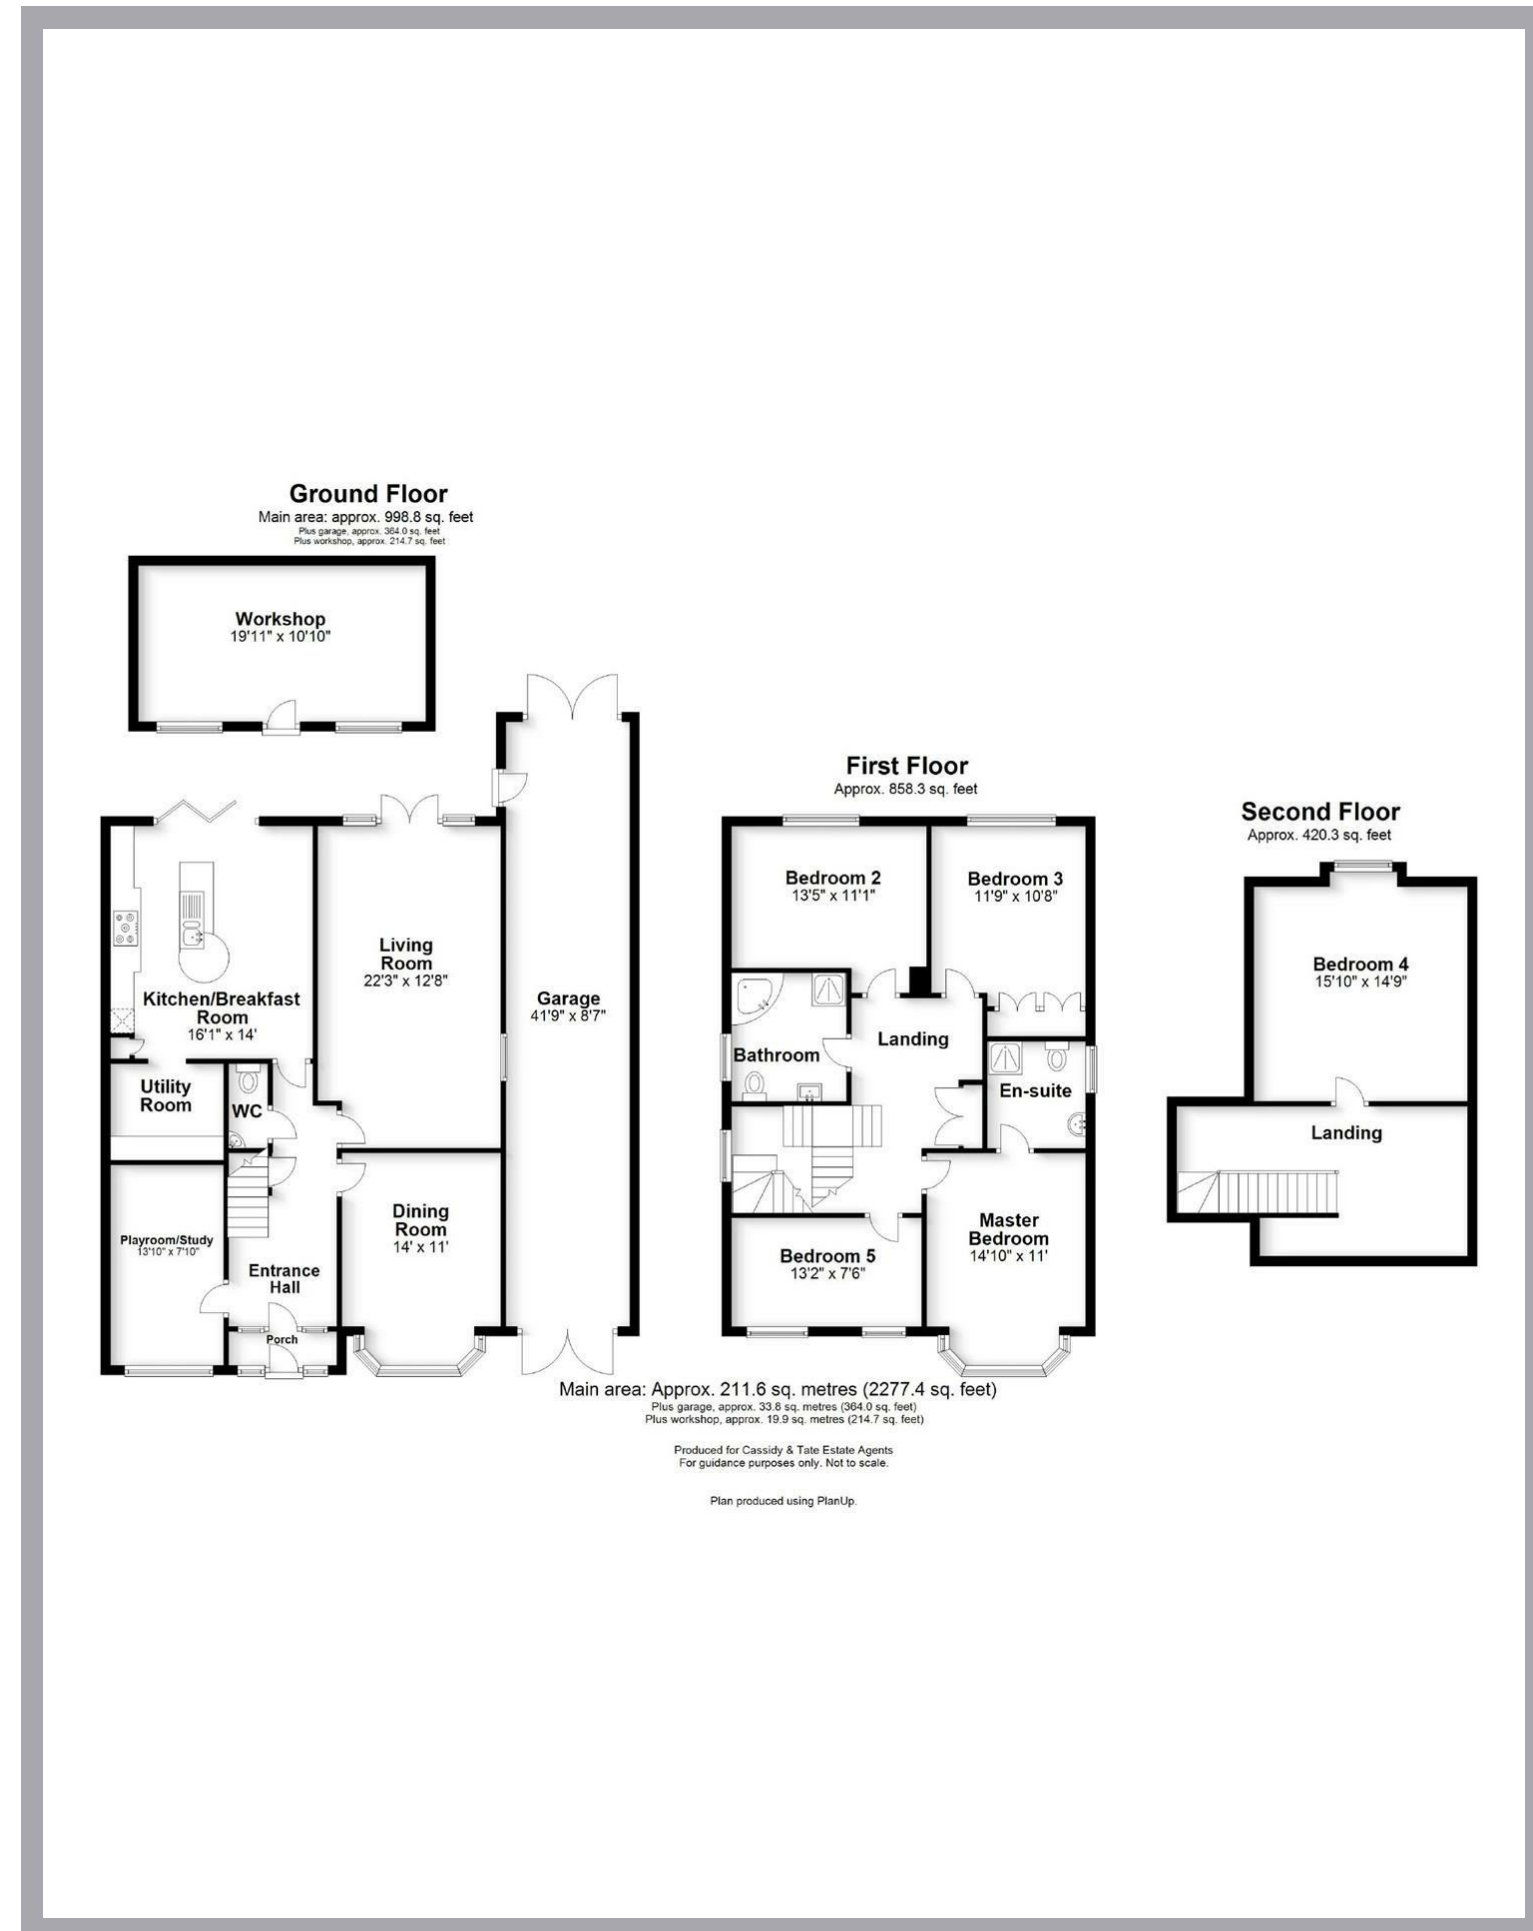 Ground Floor
Main area: approx. 998.8 sq. feet
Plus garage, approx. 364.0 sq. feet
Plus workshop, approx. 214.7 sq. feet
Workshop
19'11" x 10'10"
Living
Room
22'3" x 12'8"
Kitchen/Breakfast
Room
16'1" x 14'
Garage
41'9" x 8'7"
Utility
Room
WC
Dining
Room
14' x 11'
Playroom/Study
13'10" x 7'10"
Entrance
Hall
Porch
First Floor
Approx. 858.3 sq. feet
Bedroom 2
13'5" x 11'1"
Bedroom 3
11'9" x 10'8"
Landing
Bathroom
En-suite
Master
Bedroom
14'10" x 11'
Bedroom 5
13'2" x 7'6"
Second Floor
Approx. 420.3 sq. feet
Bedroom 4
15'10" x 14'9"
Landing
Main area: Approx. 211.6 sq. metres (2277.4 sq. feet)
Plus garage, approx. 33.8 sq. metres (364.0 sq. feet)
Plus workshop, approx. 19.9 sq. metres (214.7 sq. feet)
Produced for Cassidy & Tate Estate Agents
For guidance purposes only. Not to scale.
Plan produced using PlanUp.